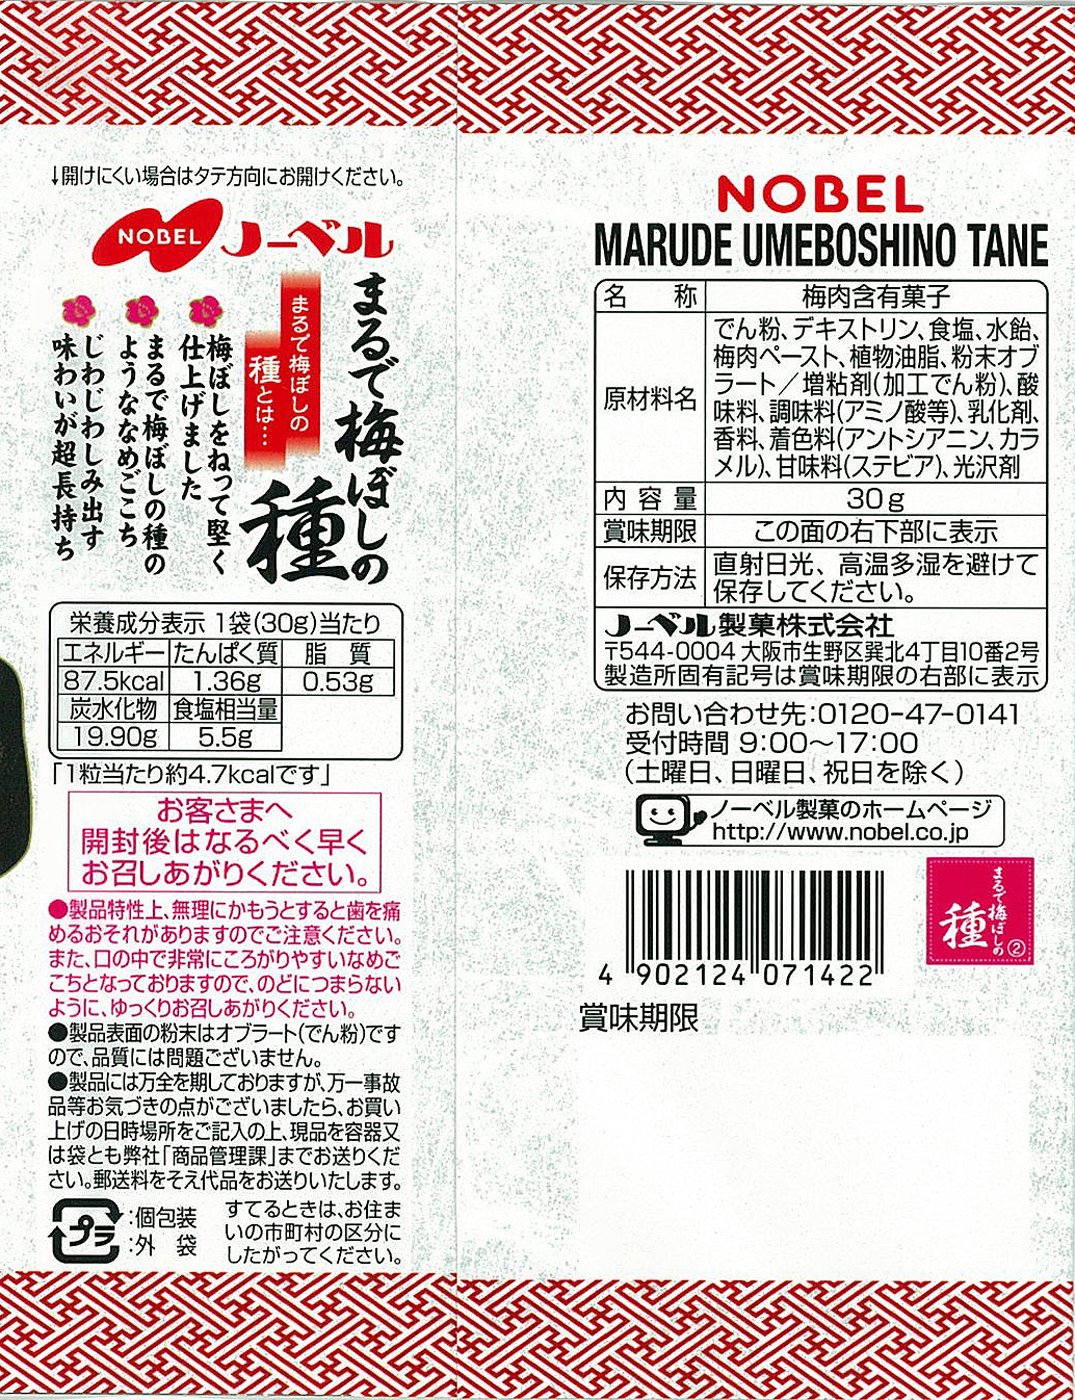 ↓開けにくい場合はタテ方向にお開けください。
NOBEL ノーベル
まるで梅ぼしの
種
まるで梅ぼしの
種とは…
梅ぼしをねって堅く
仕上げました
まるで梅ぼしの種の
ようななめごこち
じわじわしみ出す
味わいが超長持ち
栄養成分表示 1袋(30g)当たり
エネルギー たんぱく質 脂質
87.5kcal 1.36g 0.53g
炭水化物 食塩相当量
19.90g 5.5g
「1粒当たり約4.7kcalです」
お客さまへ
開封後はなるべく早く
お召しあがりください。
●製品特性上、無理にかもうとすると歯を痛
めるおそれがありますのでご注意ください。
また、口の中で非常にころがりやすいなめご
こちとなっておりますので、のどにつまらない
ように、ゆっくりお召しあがりください。
●製品表面の粉末はオブラート(でん粉)です
ので、品質には問題ございません。
●製品には万全を期しておりますが、万一事故
品等お気づきの点がございましたら、お買い
上げの日時場所をご記入の上、現品を容器又
は袋とも弊社「商品管理課」までお送りくだ
さい。郵送料をそえ代品をお送りいたします。
プラ
:個包装
:外 袋
すてるときは、お住ま
いの市町村の区分に
したがってください。
NOBEL
MARUDE UMEBOSHINO TANE
名称 梅肉含有菓子
原材料名
でん粉、デキストリン、食塩、水飴、
梅肉ペースト、植物油脂、粉末オブ
ラート／増粘剤(加工でん粉)、酸
味料、調味料(アミノ酸等)、乳化剤、
香料、着色料(アントシアニン、カラ
メル)、甘味料(ステビア)、光沢剤
内容量 30g
賞味期限 この面の右下部に表示
保存方法
直射日光、高温多湿を避けて
保存してください。
ノーベル製菓株式会社
〒544-0004 大阪市生野区巽北4丁目10番2号
製造所固有記号は賞味期限の右部に表示
お問い合わせ先:0120-47-0141
受付時間 9:00～17:00
(土曜日、日曜日、祝日を除く)
ノーベル製菓のホームページ
http://www.nobel.co.jp
4 902124 071422
まるで梅ぼしの
種
②
賞味期限